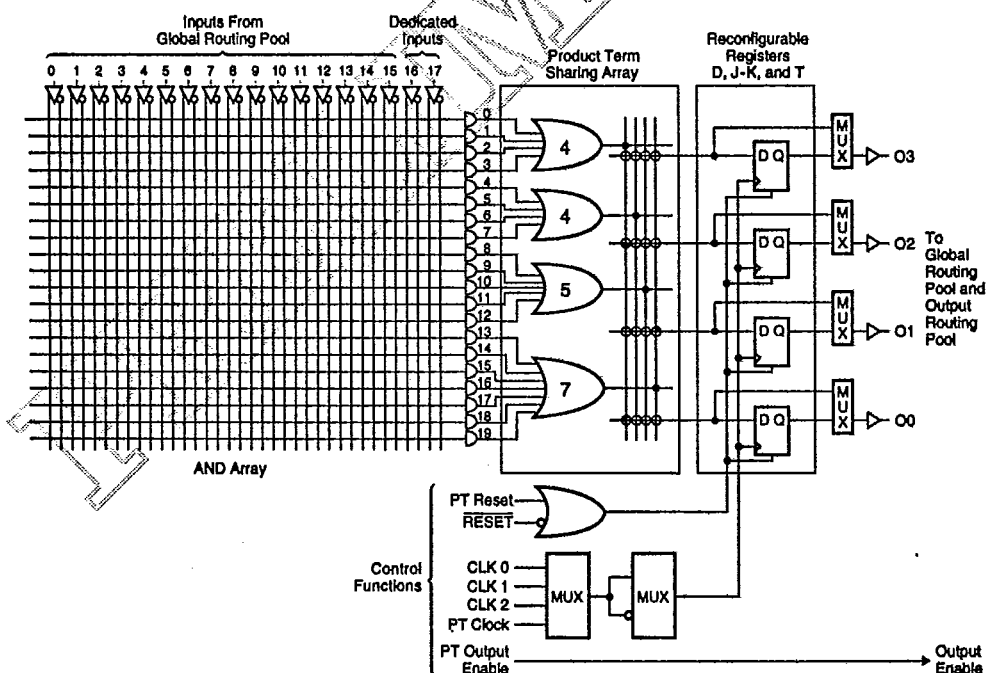 Inputs From
Global Routing Pool
Dedicated
Inputs
0 1 2 3 4 5 6 7 8 9 10 11 12 13 14 15 16 17
Product Term
Sharing Array
Reconfigurable
Registers
D, J-K, and T
0
1
2
3
4
5
6
7
8
9
10
11
12
13
14
15
16
17
18
19
4
4
5
7
D Q
D Q
D Q
D Q
MUX
MUX
MUX
MUX
O3
O2
O1
O0
To
Global
Routing
Pool and
Output
Routing
Pool
AND Array
Control
Functions
PT Reset
RESET
CLK 0
CLK 1
CLK 2
PT Clock
MUX
MUX
PT Output
Enable
Output
Enable